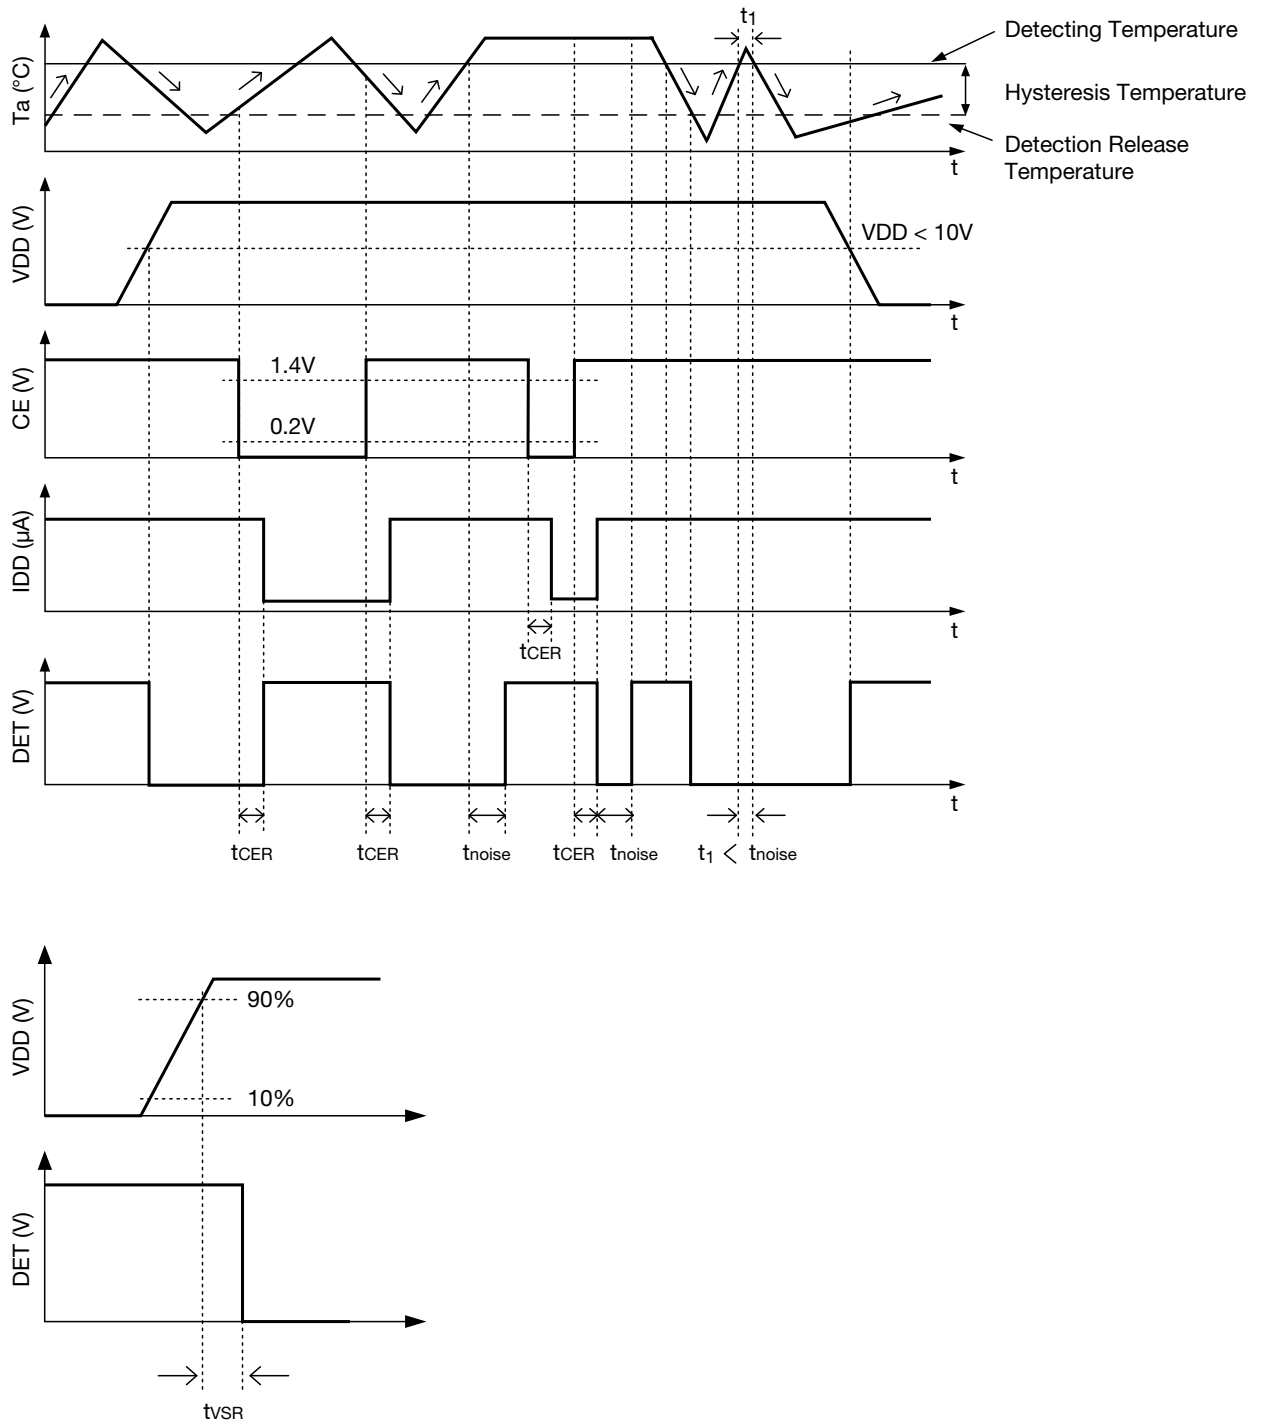 t1
Detecting Temperature
Ta (°C)
Hysteresis Temperature
Detection Release
Temperature
t
VDD (V)
VDD < 10V
t
CE (V)
1.4V
0.2V
t
IDD (µA)
t
tCER
DET (V)
t
tCER tCER tnoise tCER tnoise t1 < tnoise
VDD (V)
90%
10%
DET (V)
tVSR